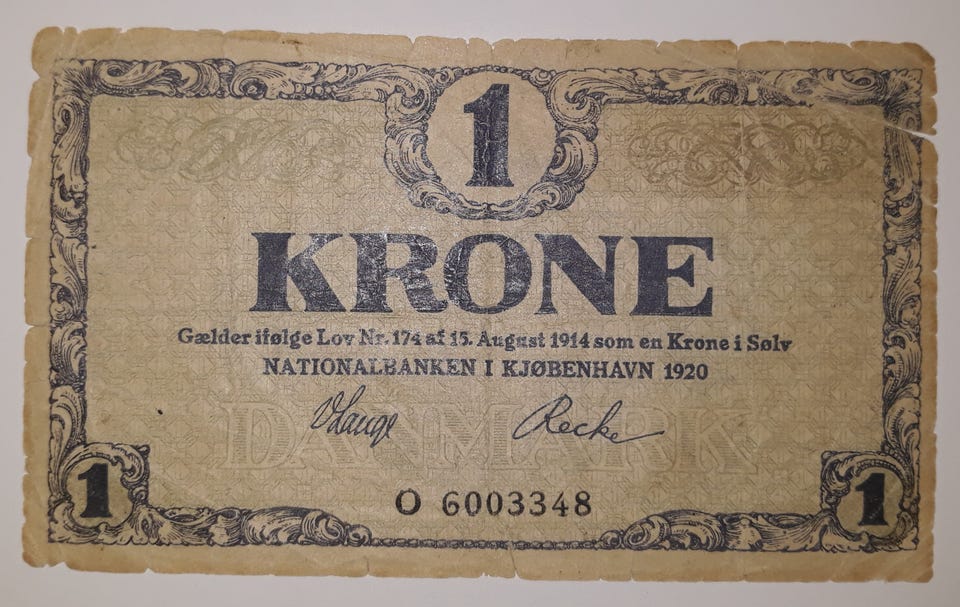 1
KRONE
Gælder ifølge Lov Nr. 174 af 15. August 1914 som en Krone i Sølv
NATIONALBANKEN I KJØBENHAVN 1920
VLange Recke
DANMARK
O 6003348
1 1